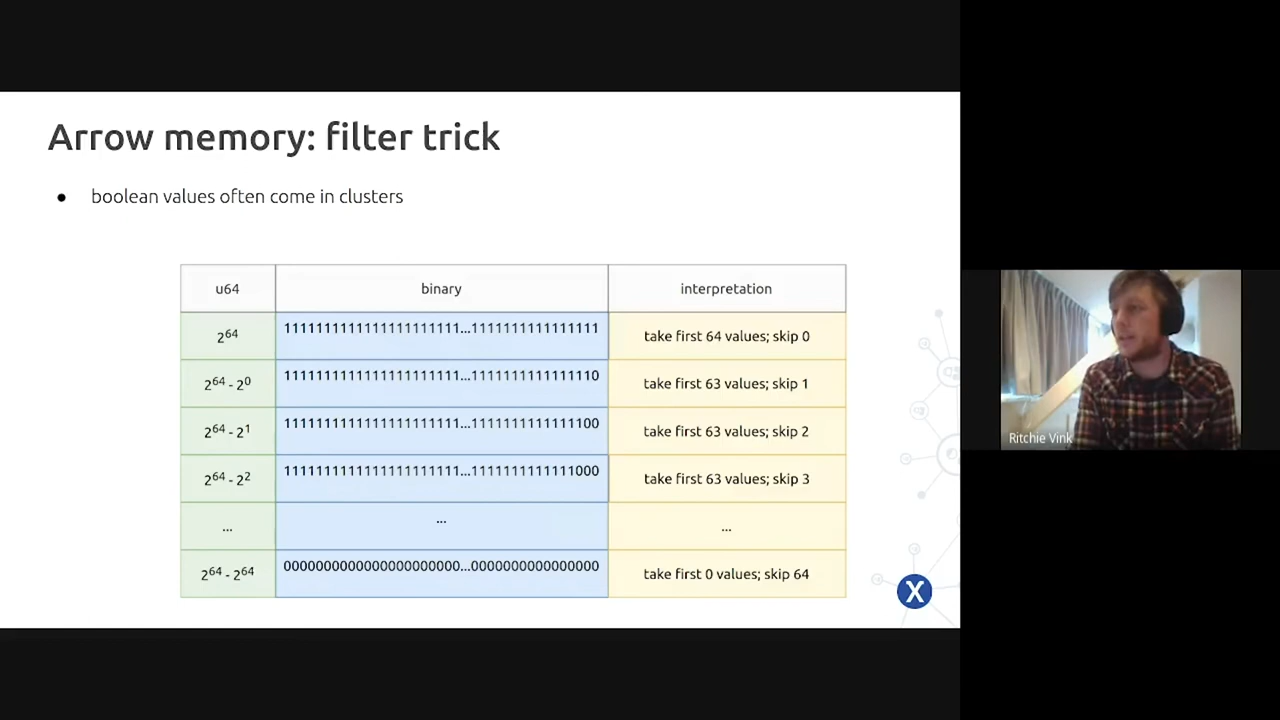 Arrow memory: filter trick
● boolean values often come in clusters
u64 binary interpretation
2⁶⁴ 1111111111111111111111...1111111111111111 take first 64 values; skip 0
2⁶⁴ - 2⁰ 1111111111111111111111...1111111111111110 take first 63 values; skip 1
2⁶⁴ - 2¹ 1111111111111111111111...1111111111111100 take first 63 values; skip 2
2⁶⁴ - 2² 1111111111111111111111...1111111111111000 take first 63 values; skip 3
... ... ...
2⁶⁴ - 2⁶⁴ 0000000000000000000000...0000000000000000 take first 0 values; skip 64
X
Ritchie Vink